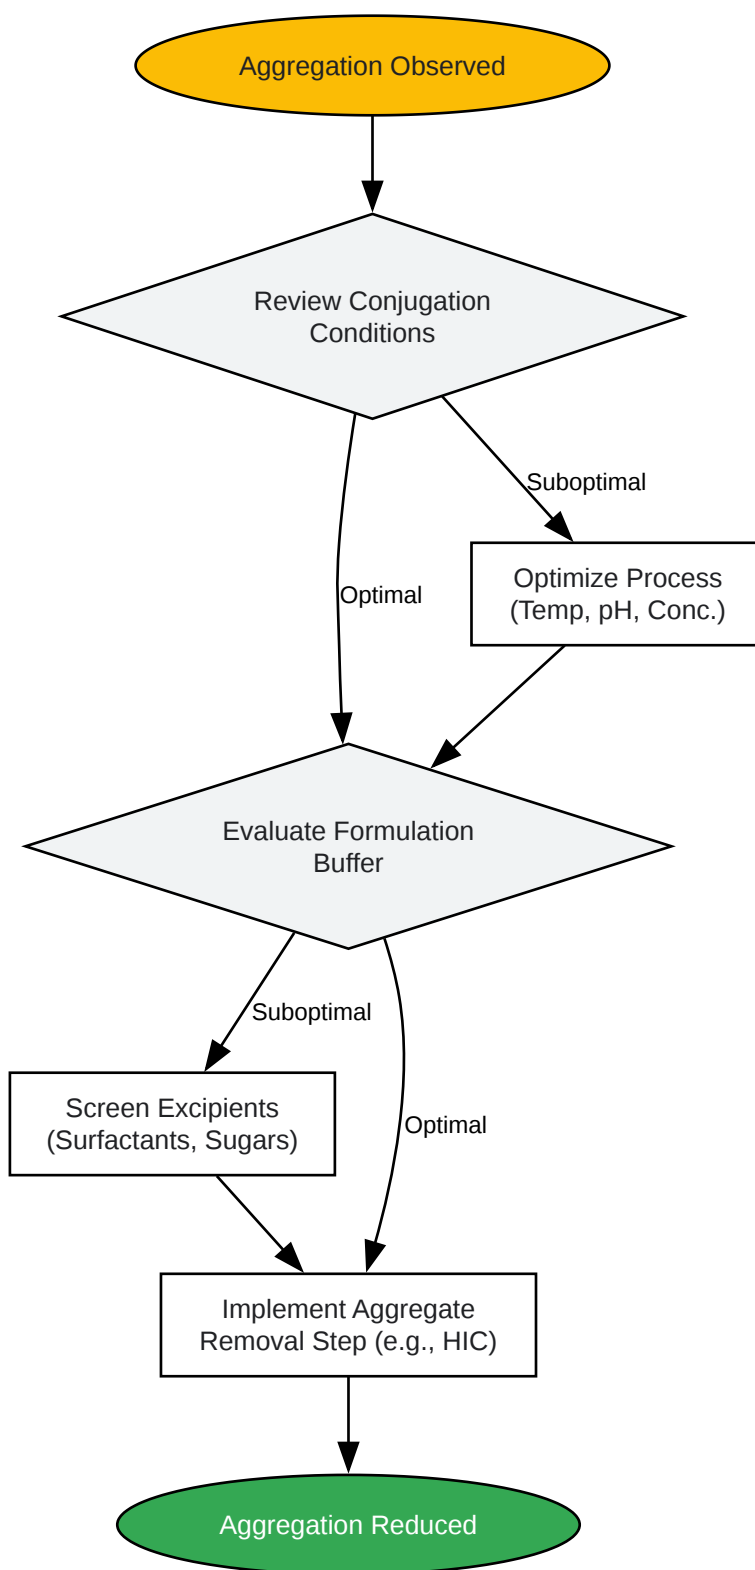 Aggregation Observed
Review Conjugation
Conditions
Suboptimal
Optimize Process
(Temp, pH, Conc.)
Optimal
Evaluate Formulation
Buffer
Suboptimal
Screen Excipients
(Surfactants, Sugars)
Optimal
Implement Aggregate
Removal Step (e.g., HIC)
Aggregation Reduced